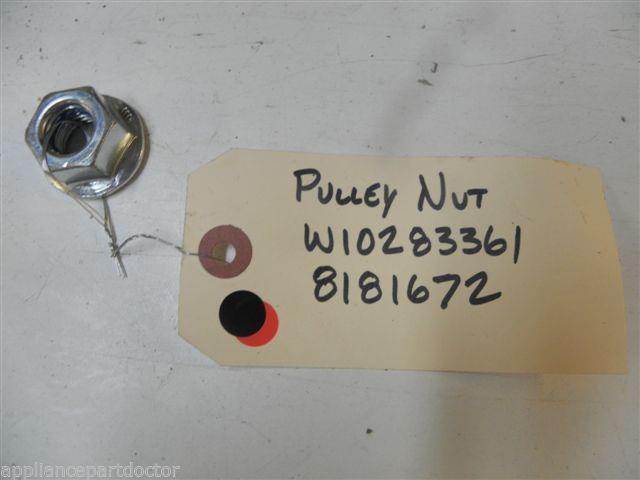 PULLEY NUT
W10283361
8181672
appliancepartdoctor